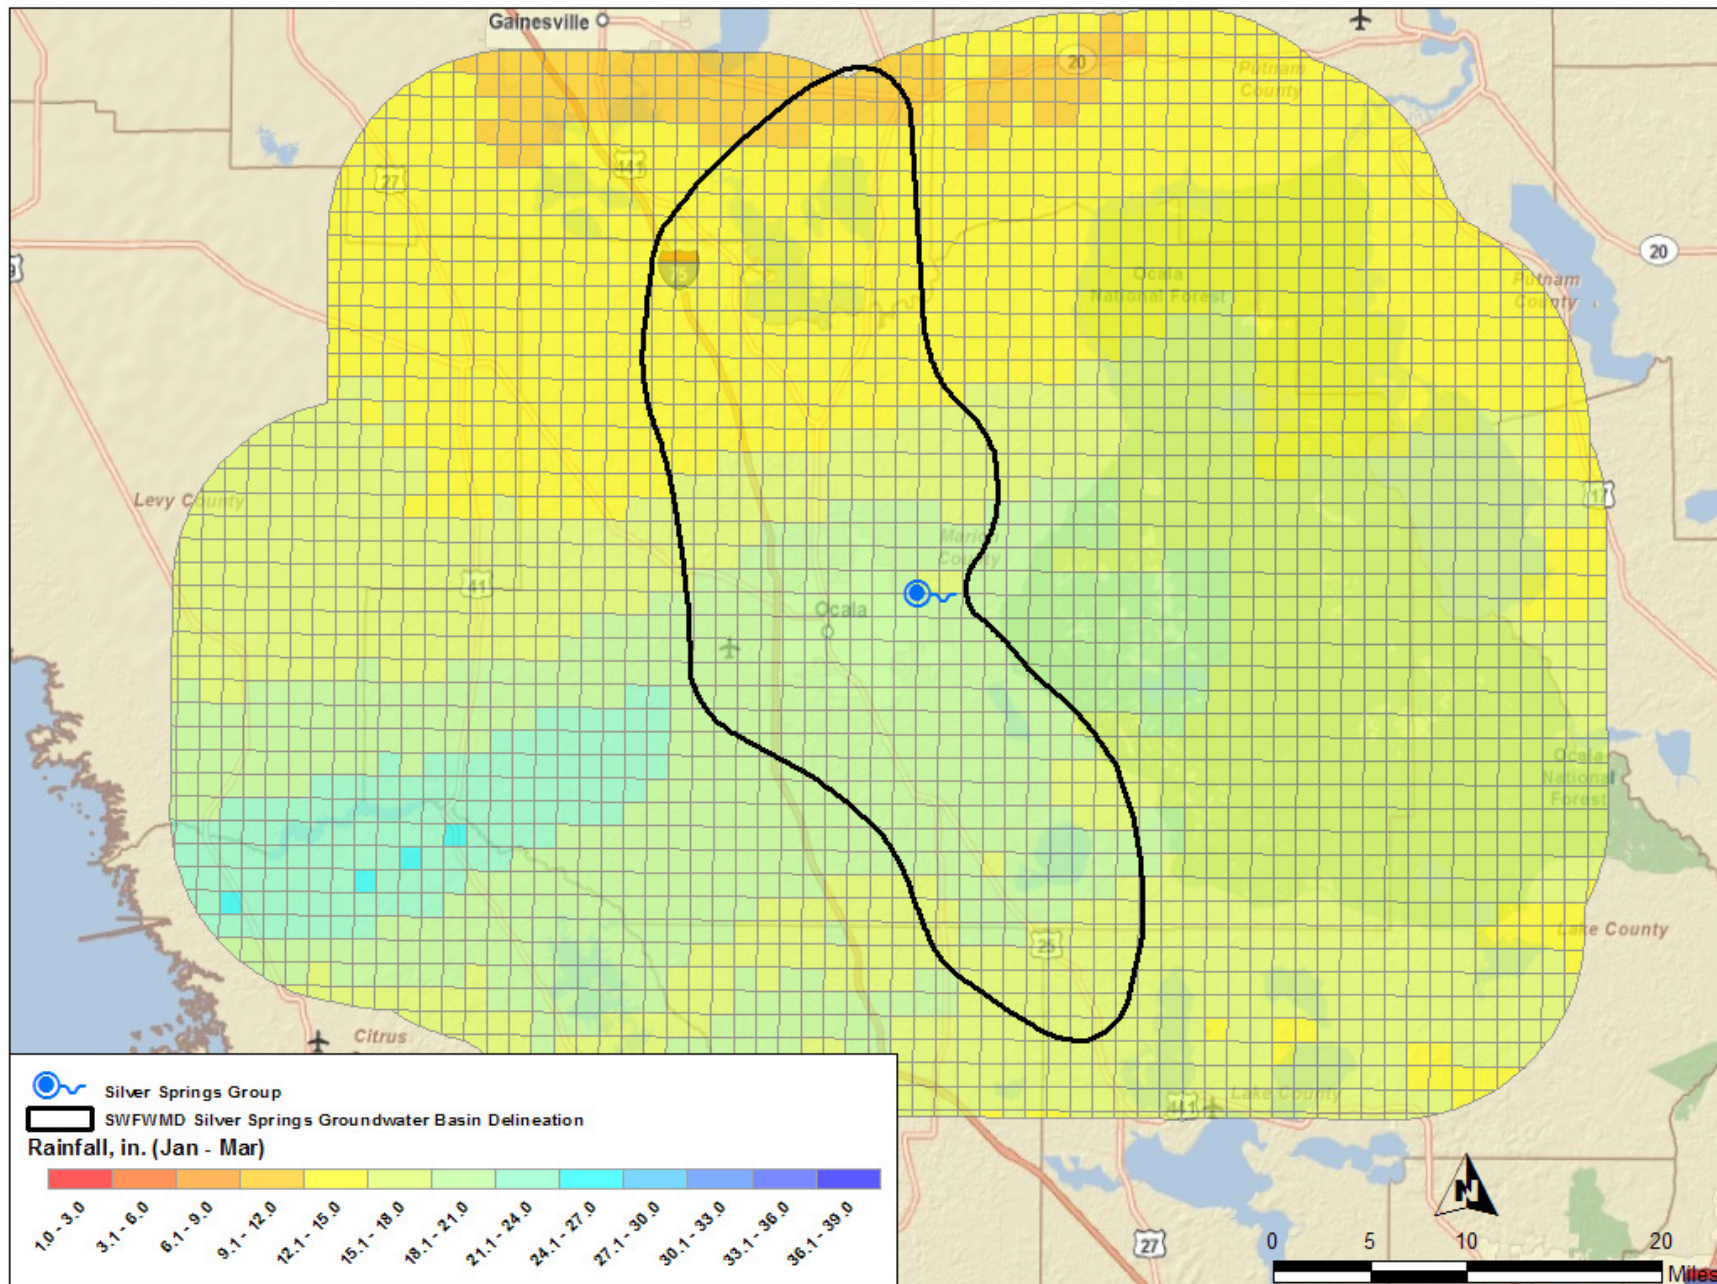 Gainesville
20
Putnam
County
441
27
75
Ocala
National Forest
20
Putnam
County
9
Levy County
17
Marion
County
41
Ocala
Ocala
National
Forest
25
Lake County
Citrus
Lake County
441
27
Silver Springs Group
SWFWMD Silver Springs Groundwater Basin Delineation
Rainfall, in. (Jan - Mar)
1.0 - 3.0
3.1 - 6.0
6.1 - 9.0
9.1 - 12.0
12.1 - 15.0
15.1 - 18.0
18.1 - 21.0
21.1 - 24.0
24.1 - 27.0
27.1 - 30.0
30.1 - 33.0
33.1 - 36.0
36.1 - 39.0
N
0 5 10 20
Miles